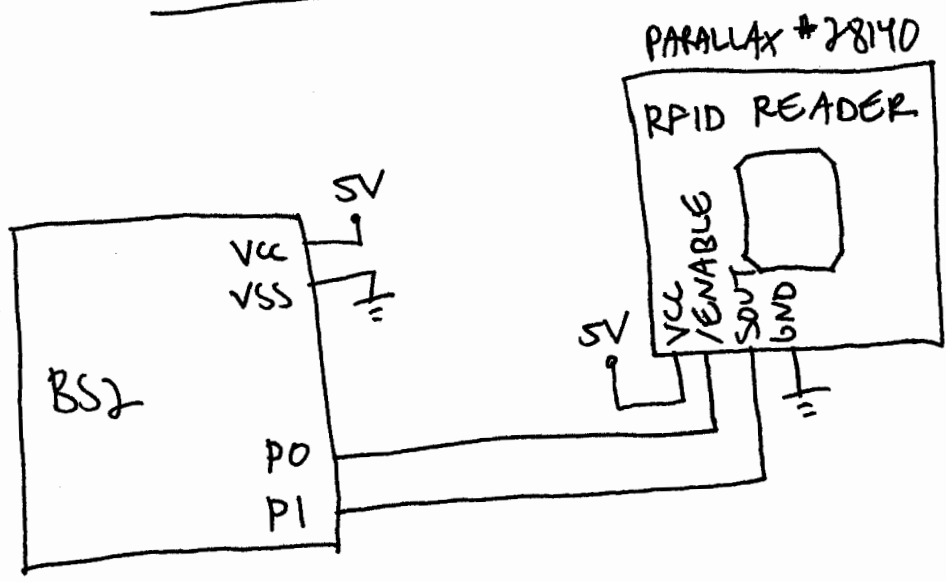 PARALLAX #28140
RFID READER
5V
VCC
VSS
VCC
/ENABLE
SOUT
GND
5V
BS2
P0
P1